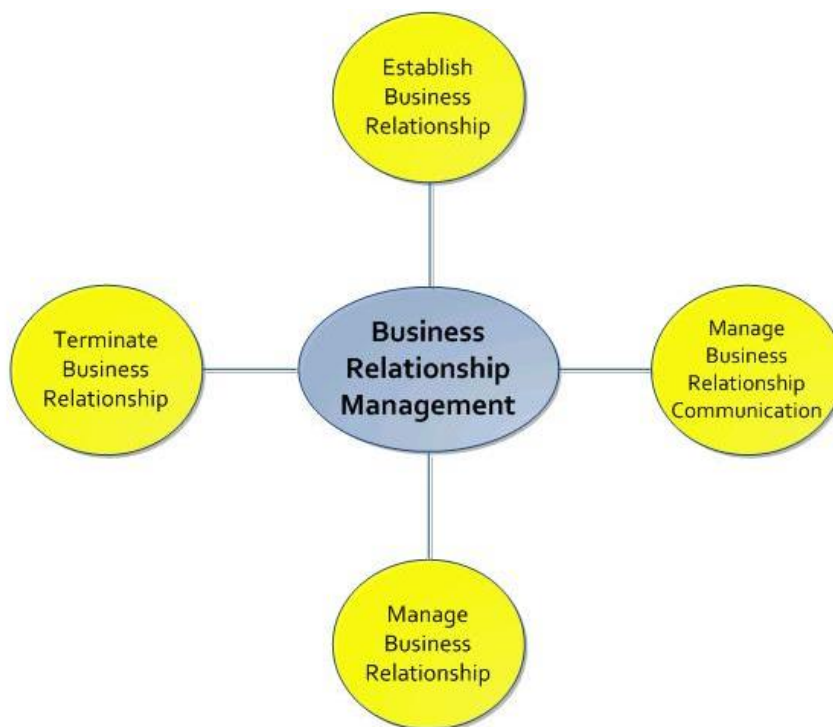 Establish
Business
Relationship
Terminate
Business
Relationship
Business
Relationship
Management
Manage
Business
Relationship
Communication
Manage
Business
Relationship